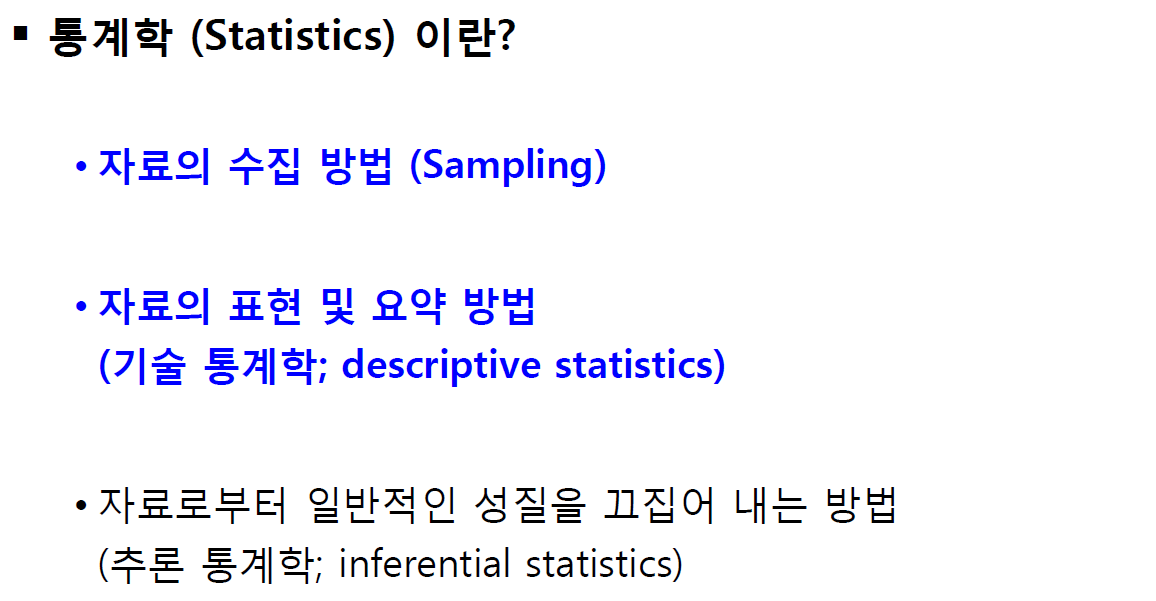 ▪ 통계학 (Statistics) 이란?
• 자료의 수집 방법 (Sampling)
• 자료의 표현 및 요약 방법
(기술 통계학; descriptive statistics)
• 자료로부터 일반적인 성질을 끄집어 내는 방법
(추론 통계학; inferential statistics)